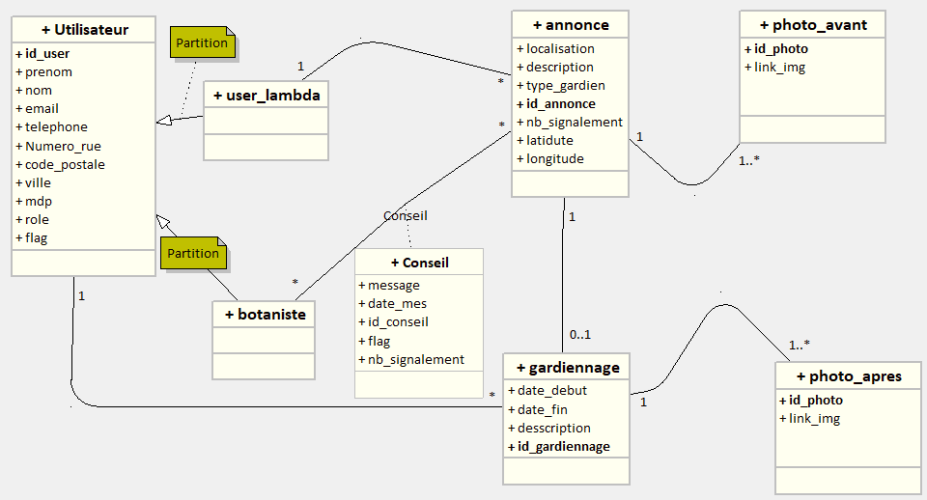 + Utilisateur
+ id_user
+ prenom
+ nom
+ email
+ telephone
+ Numero_rue
+ code_postale
+ ville
+ mdp
+ role
+ flag
Partition
+ user_lambda
1
*
+ annonce
+ localisation
+ description
+ type_gardien
+ id_annonce
+ nb_signalement
+ latidute
+ longitude
+ photo_avant
+ id_photo
+ link_img
1
1..*
*
Conseil
*
Partition
+ botaniste
+ Conseil
+ message
+ date_mes
+ id_conseil
+ flag
+ nb_signalement
1
0..1
1
*
+ gardiennage
+ date_debut
+ date_fin
+ desscription
+ id_gardiennage
1
1..*
+ photo_apres
+ id_photo
+ link_img